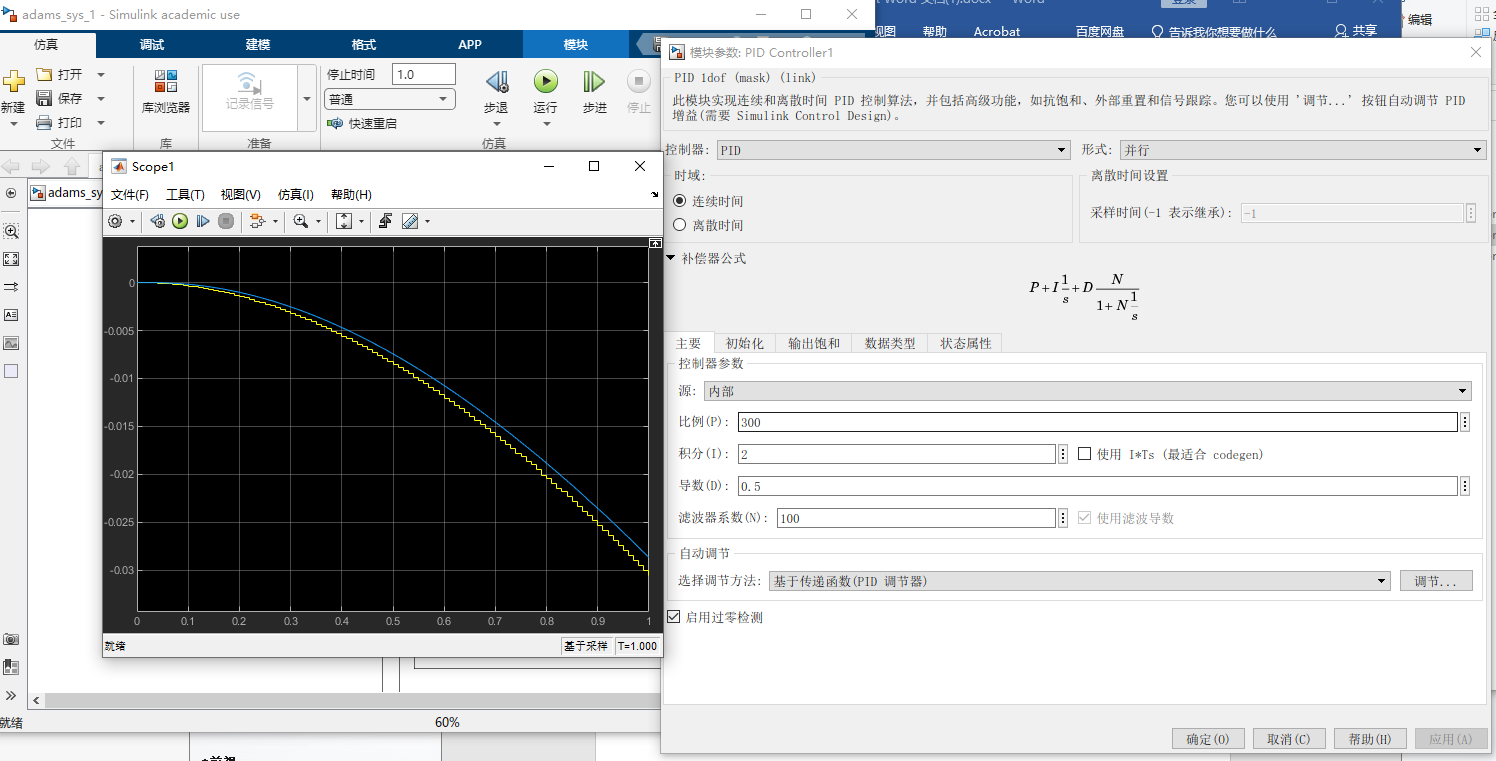 adams_sys_1 - Simulink academic use
仿真 调试 建模 格式 APP 模块
新建 打开 保存 打印 文件
库浏览器 库
记录信号 准备
停止时间 1.0
普通
快速重启
步退 运行 步进 停止
仿真
adams_sy
Scope1
文件(F) 工具(T) 视图(V) 仿真(I) 帮助(H)
0
-0.005
-0.01
-0.015
-0.02
-0.025
-0.03
0 0.1 0.2 0.3 0.4 0.5 0.6 0.7 0.8 0.9 1
就绪 基于采样 T=1.000
就绪 60%
Word
视图 帮助 Acrobat 百度网盘 告诉我你想要做什么 共享
编辑
模块参数: PID Controller1
PID 1dof (mask) (link)
此模块实现连续和离散时间 PID 控制算法，并包括高级功能，如抗饱和、外部重置和信号跟踪。您可以使用 '调节...' 按钮自动调节 PID
增益(需要 Simulink Control Design)。
控制器: PID 形式: 并行
时域:
连续时间
离散时间
离散时间设置
采样时间(-1 表示继承): -1
补偿器公式
P+I 1/s +D N/(1+N 1/s)
主要 初始化 输出饱和 数据类型 状态属性
控制器参数
源: 内部
比例(P): 300
积分(I): 2 使用 I*Ts (最适合 codegen)
导数(D): 0.5
滤波器系数(N): 100 使用滤波导数
自动调节
选择调节方法: 基于传递函数(PID 调节器) 调节...
启用过零检测
确定(O) 取消(C) 帮助(H) 应用(A)